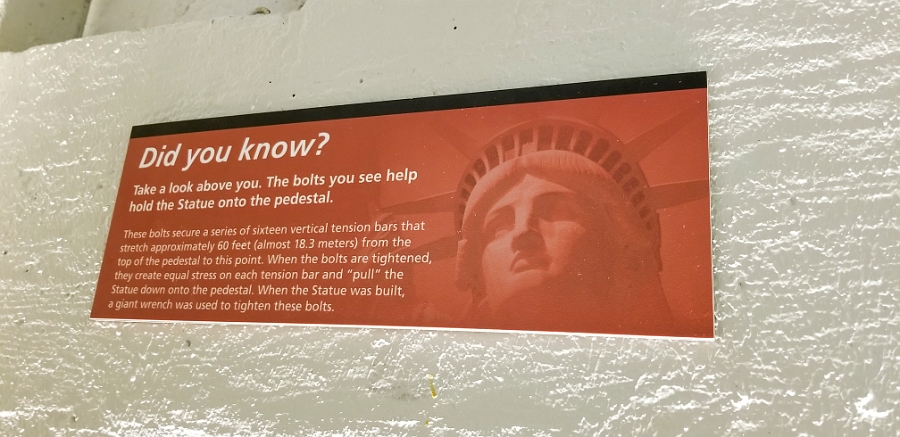 Did you know?
Take a look above you. The bolts you see help
hold the Statue onto the pedestal.
These bolts secure a series of sixteen vertical tension bars that
stretch approximately 60 feet (almost 18.3 meters) from the
top of the pedestal to this point. When the bolts are tightened,
they create equal stress on each tension bar and “pull” the
Statue down onto the pedestal. When the Statue was built,
a giant wrench was used to tighten these bolts.